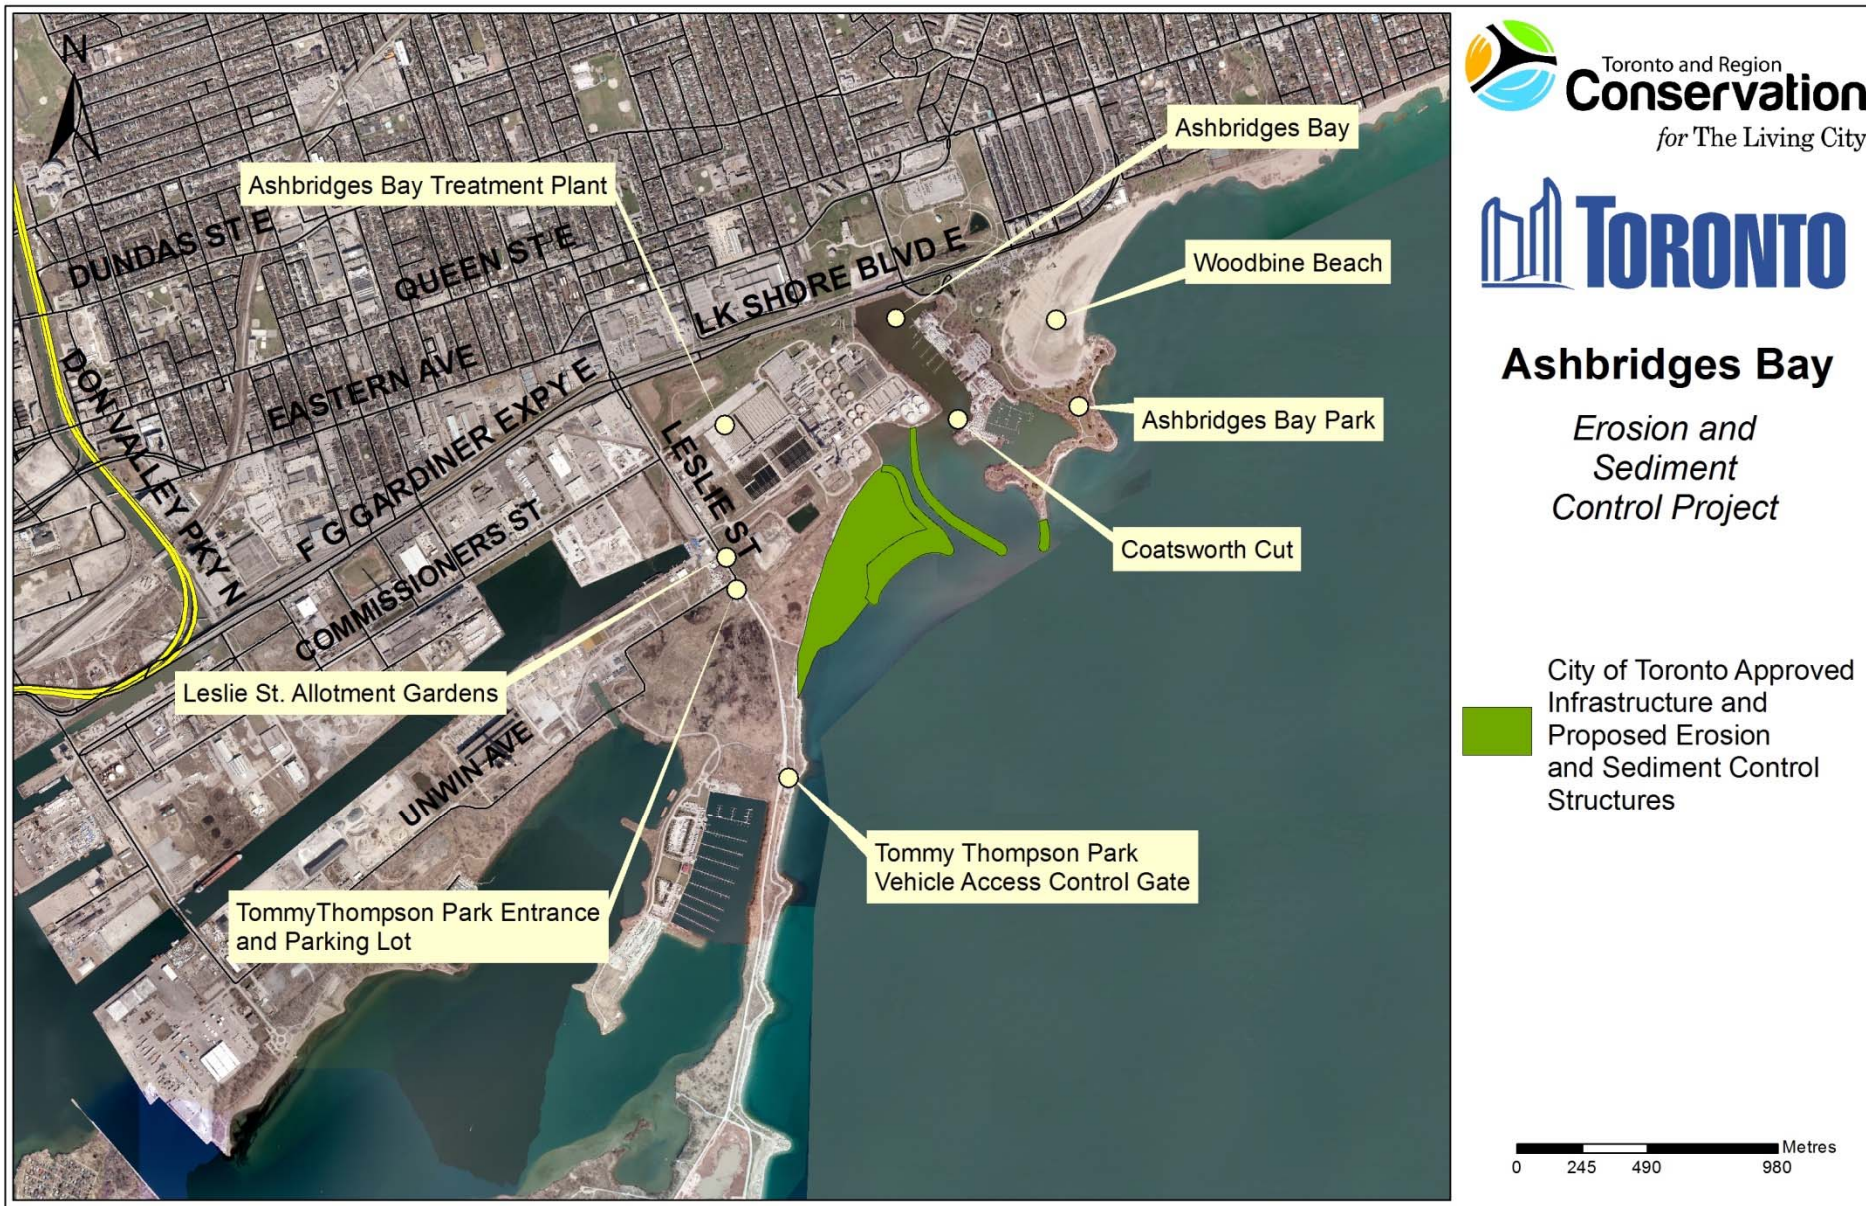 N
Ashbridges Bay
Ashbridges Bay Treatment Plant
Woodbine Beach
DUNDAS ST E
QUEEN ST E
LK SHORE BLVD E
EASTERN AVE
Ashbridges Bay Park
DON VALLEY PKY N
F G GARDINER EXPY E
LESLIE ST
COMMISSIONERS ST
Coatsworth Cut
Leslie St. Allotment Gardens
UNWIN AVE
Tommy Thompson Park
Vehicle Access Control Gate
TommyThompson Park Entrance
and Parking Lot
Toronto and Region
Conservation
for The Living City
TORONTO
Ashbridges Bay
Erosion and
Sediment
Control Project
City of Toronto Approved
Infrastructure and
Proposed Erosion
and Sediment Control
Structures
Metres
0 245 490 980